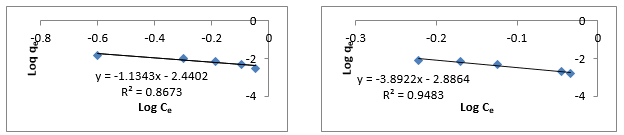 -0.8 -0.6 -0.4 -0.2 0 0
-2
-4
Loq qe
y = -1.1343x - 2.4402
R² = 0.8673
Log Ce
-0.3 -0.2 -0.1 0 0
-2
-4
Log qe
y = -3.8922x - 2.8864
R² = 0.9483
Log Ce